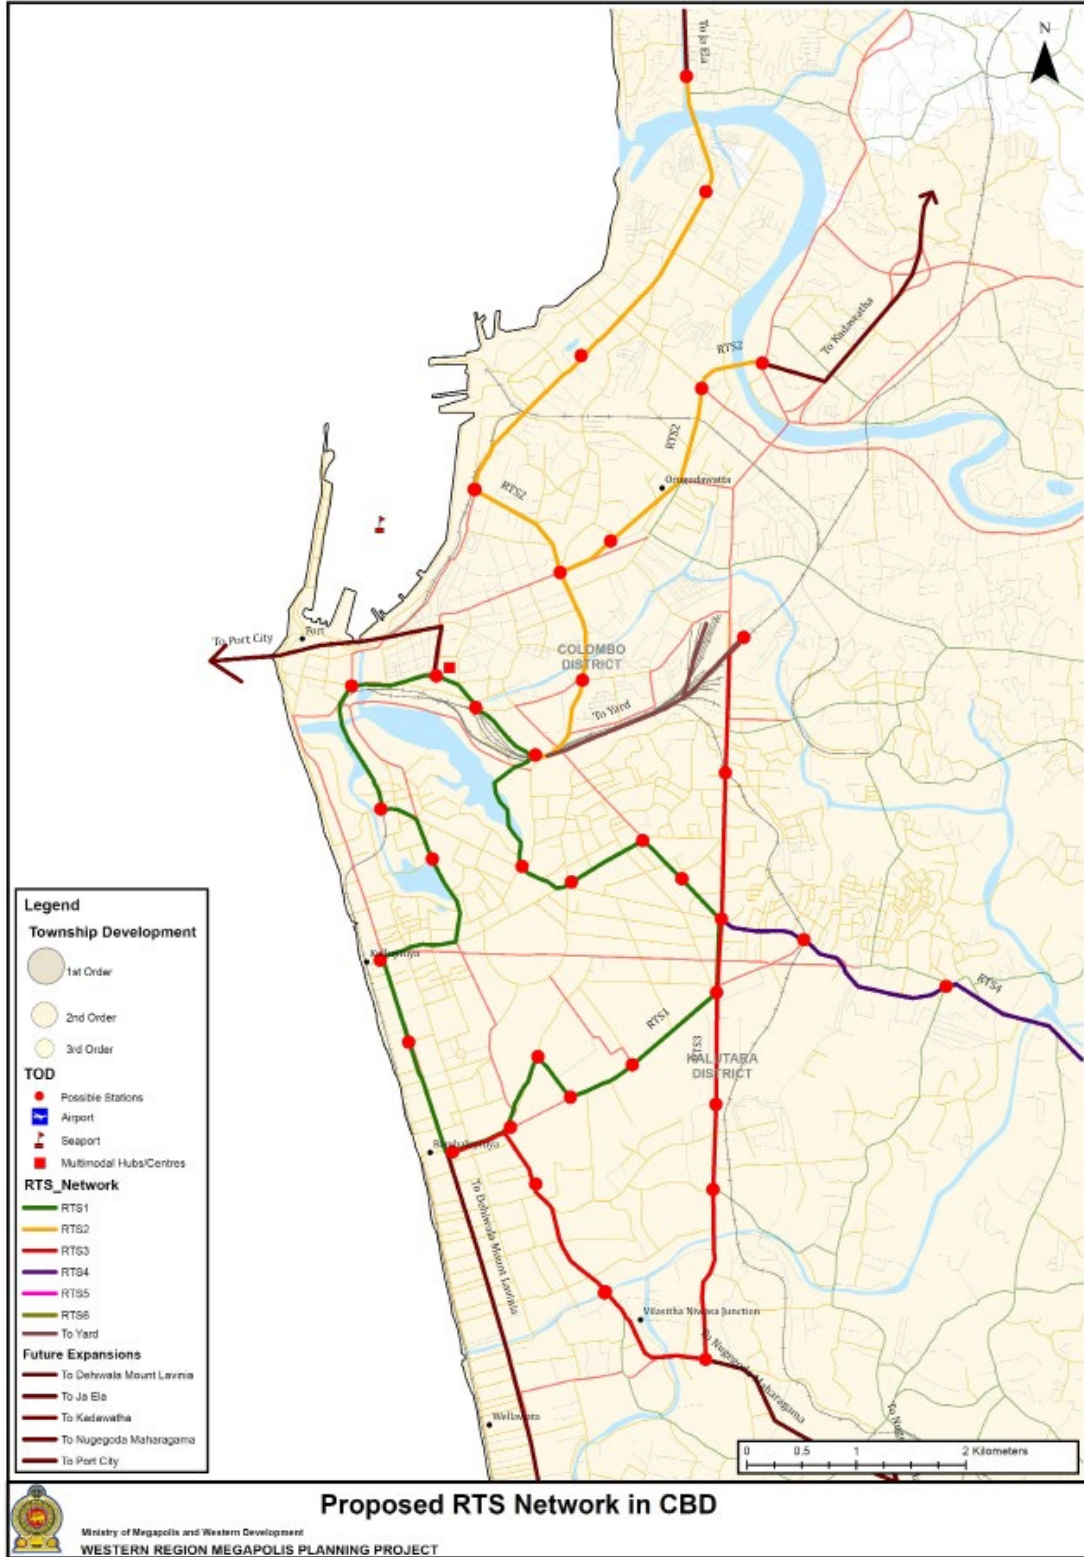 N
To Ja Ela
To Kadawatha
RTS2
RTS2
Orugodawatta
RTS2
To Port City
Fort
COLOMBO
DISTRICT
To Yard
Kollupitiya
RTS4
RTS1
RTS3
KALUTARA
DISTRICT
Bambalapitiya
To Dehiwala Mount Lavinia
Vilasitha Niwasa Junction
To Nugegoda Maharagama
Wellawata
Legend
Township Development
1st Order
2nd Order
3rd Order
TOD
Possible Stations
Airport
Seaport
Multimodal Hubs/Centres
RTS_Network
RTS1
RTS2
RTS3
RTS4
RTS5
RTS6
To Yard
Future Expansions
To Dehiwala Mount Lavinia
To Ja Ela
To Kadawatha
To Nugegoda Maharagama
To Port City
0 0.5 1 2 Kilometers
Proposed RTS Network in CBD
Ministry of Megapolis and Western Development
WESTERN REGION MEGAPOLIS PLANNING PROJECT